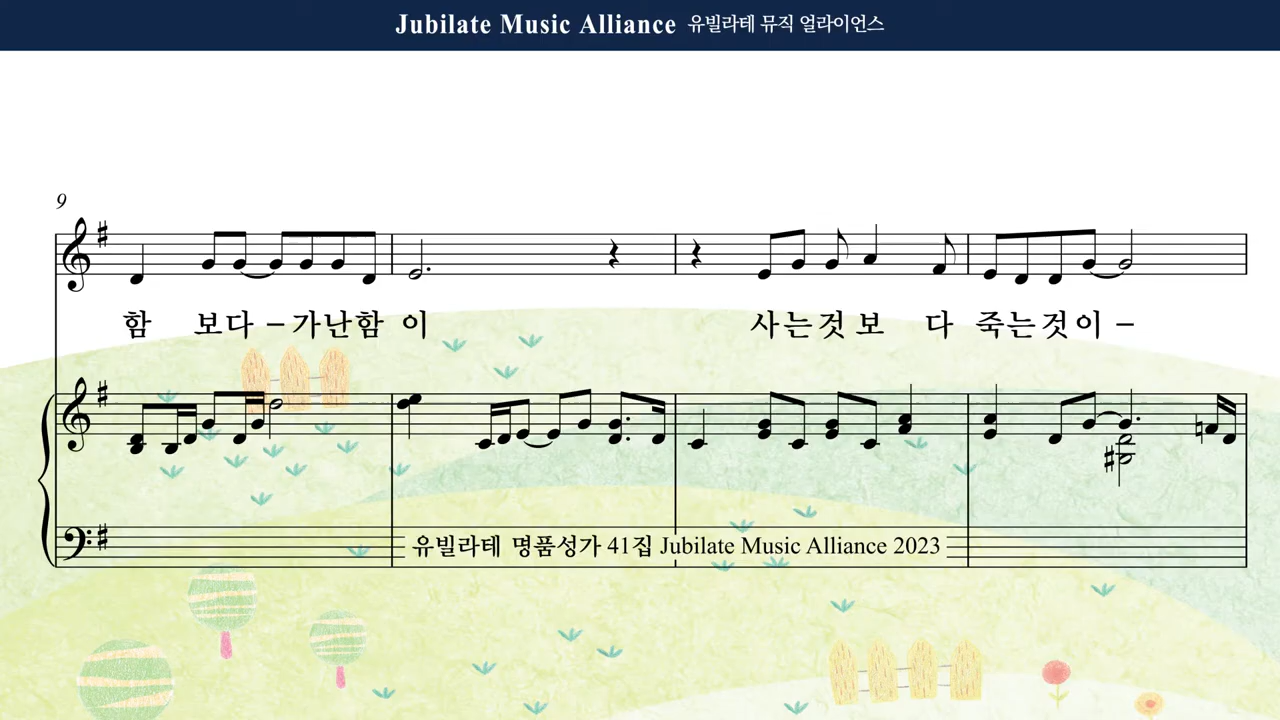 Jubilate Music Alliance 유빌라테 뮤직 얼라이언스
9
함 보다 – 가난함 이 사는것보 다 죽는것이 –
유빌라테 명품성가 41집 Jubilate Music Alliance 2023